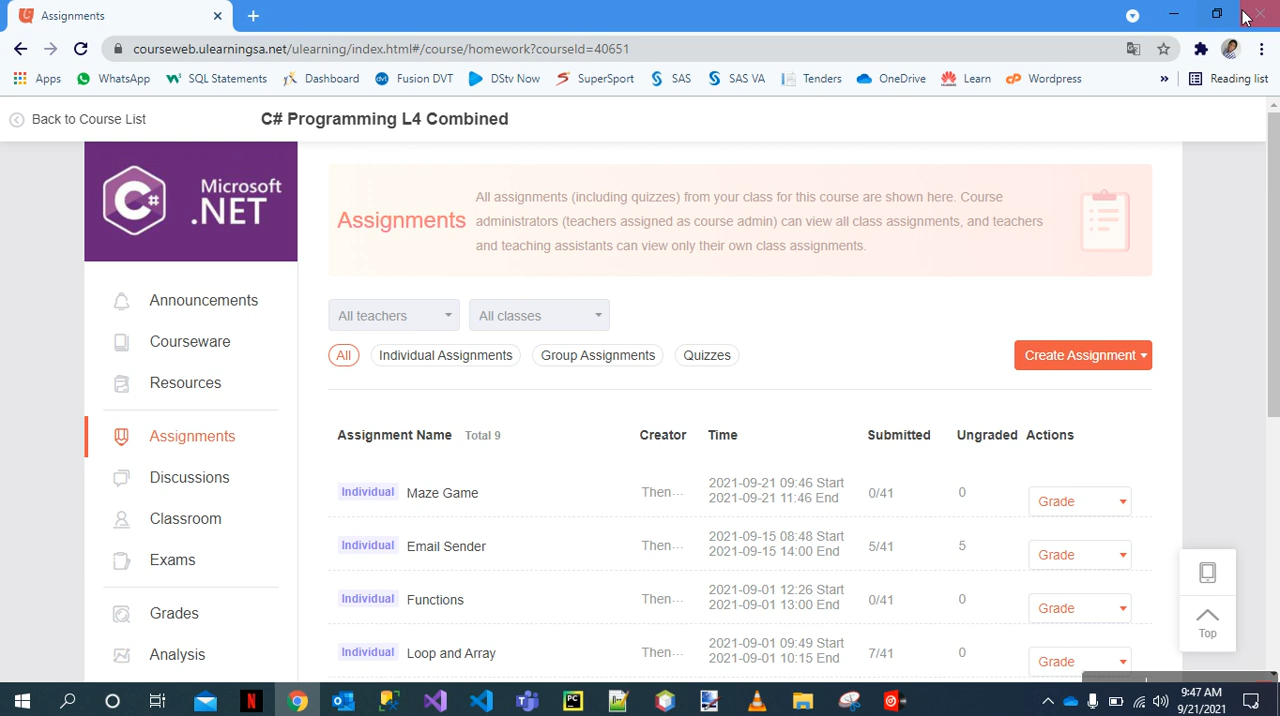 Assignments
courseweb.ulearningsa.net/ulearning/index.html#/course/homework?courseId=40651
Apps WhatsApp SQL Statements Dashboard Fusion DVT DStv Now SuperSport SAS SAS VA Tenders OneDrive Learn Wordpress » Reading list
Back to Course List
C# Programming L4 Combined
C#
Microsoft
.NET
Announcements
Courseware
Resources
Assignments
Discussions
Classroom
Exams
Grades
Analysis
Assignments
All assignments (including quizzes) from your class for this course are shown here. Course
administrators (teachers assigned as course admin) can view all class assignments, and teachers
and teaching assistants can view only their own class assignments.
All teachers All classes
All Individual Assignments Group Assignments Quizzes Create Assignment
Assignment Name Total 9 Creator Time Submitted Ungraded Actions
Individual Maze Game Then... 2021-09-21 09:46 Start 0/41 0 Grade
2021-09-21 11:46 End
Individual Email Sender Then... 2021-09-15 08:48 Start 5/41 5 Grade
2021-09-15 14:00 End
Individual Functions Then... 2021-09-01 12:26 Start 0/41 0 Grade
2021-09-01 13:00 End
Individual Loop and Array Then... 2021-09-01 09:49 Start 7/41 0 Grade
2021-09-01 10:15 End
Top
9:47 AM
9/21/2021